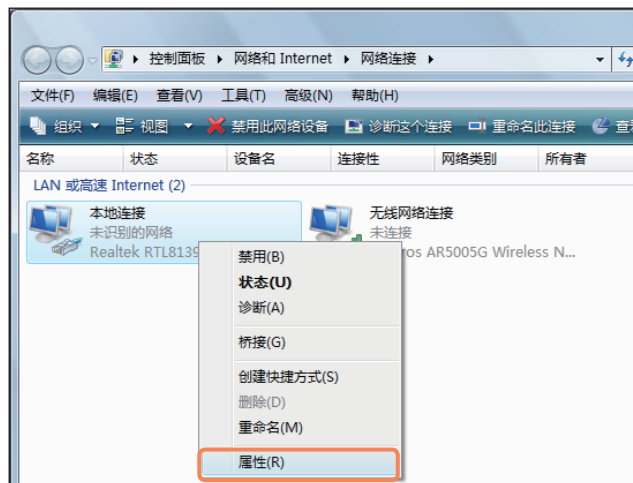 控制面板 网络和 Internet 网络连接
文件(F) 编辑(E) 查看(V) 工具(T) 高级(N) 帮助(H)
组织 视图 禁用此网络设备 诊断这个连接 重命名此连接
名称 状态 设备名 连接性 网络类别 所有者
LAN 或高速 Internet (2)
本地连接
未识别的网络
Realtek RTL8139
无线网络连接
未连接
AR5005G Wireless N...
禁用(B)
状态(U)
诊断(A)
桥接(G)
创建快捷方式(S)
删除(D)
重命名(M)
属性(R)